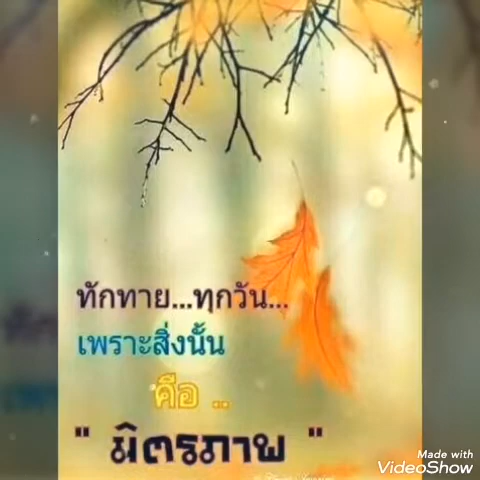 ทักทาย...ทุกวัน...
เพราะสิ่งนั้น
คือ ..
" มิตรภาพ "
Made with
VideoShow